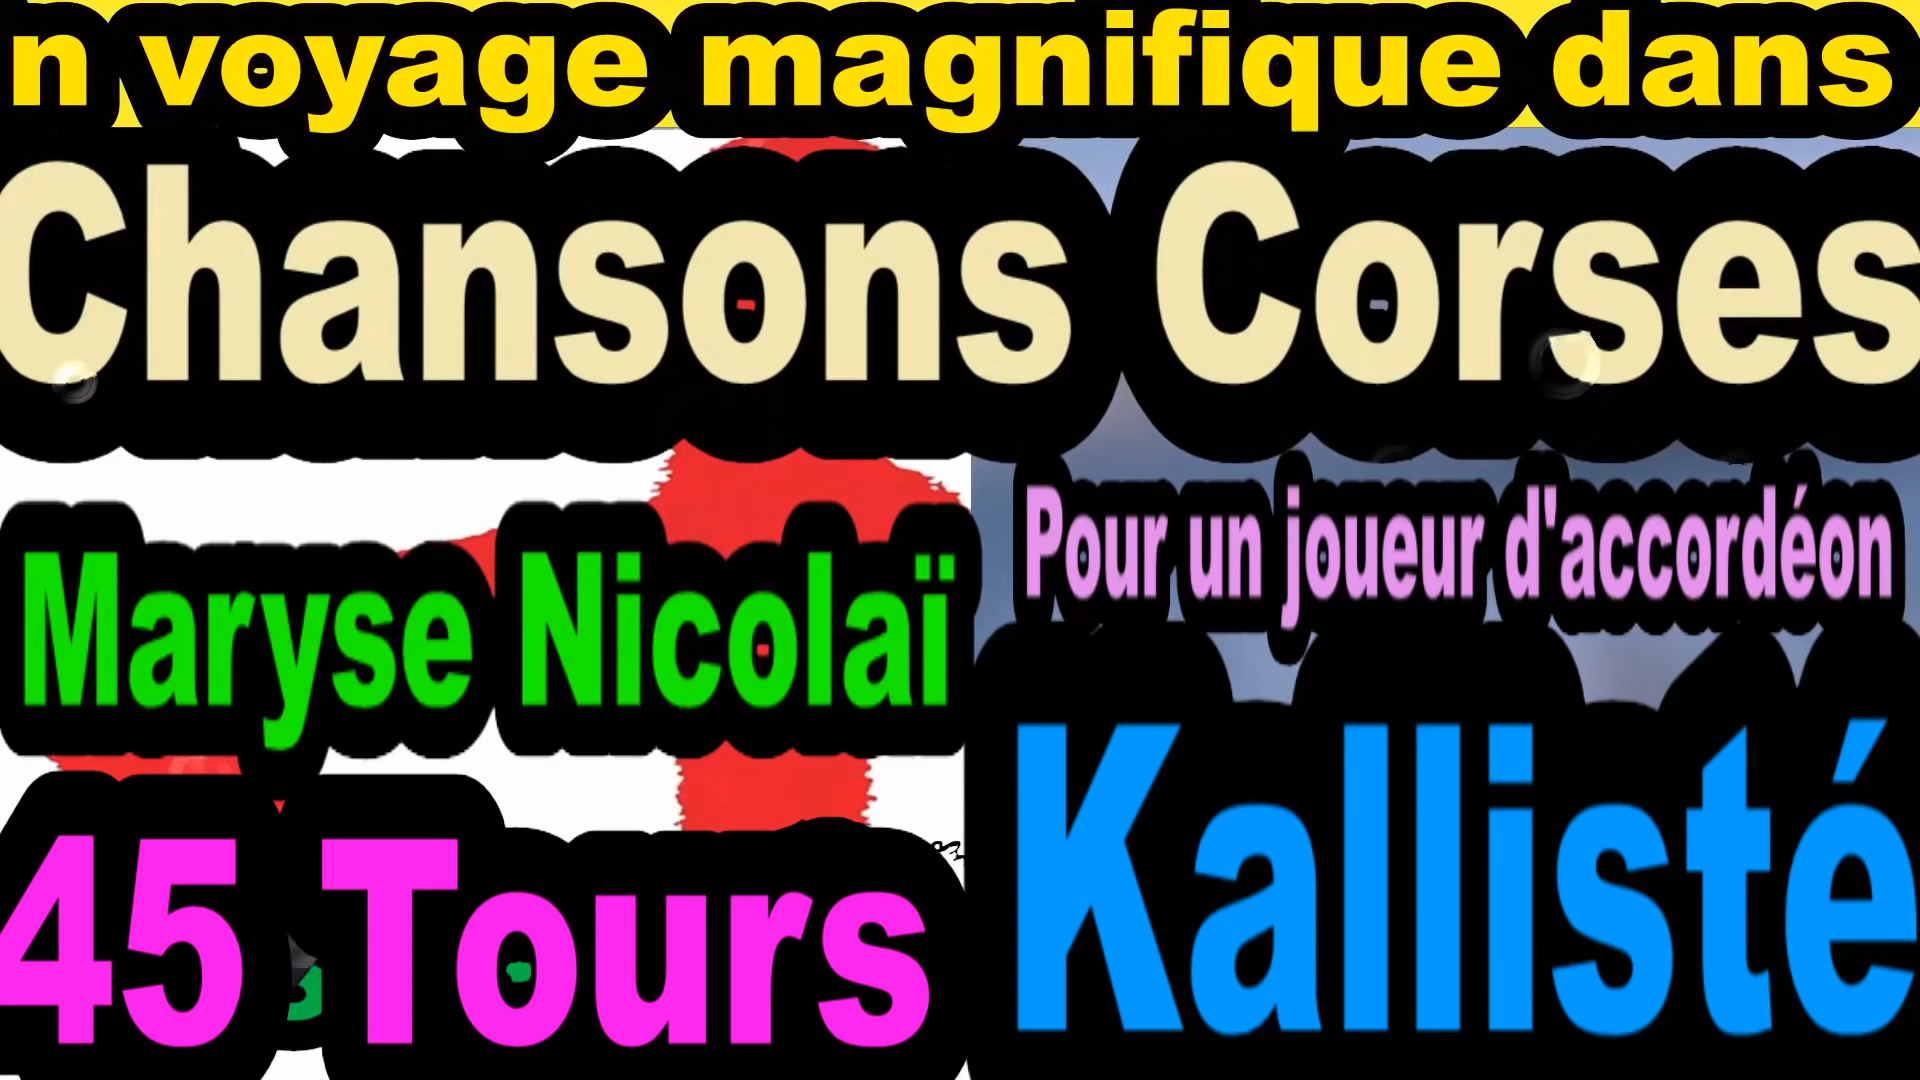 n voyage magnifique dans
Chansons Corses
Maryse Nicolaï
Pour un joueur d'accordéon
45 Tours
Kallisté